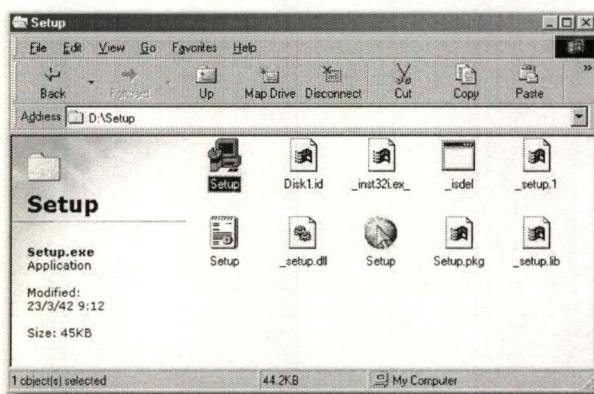 Setup
File Edit View Go Favorites Help
Back Forward Up Map Drive Disconnect Cut Copy Paste »
Address D:\Setup
Setup
Setup.exe
Application
Modified:
23/3/42 9:12
Size: 45KB
Setup Disk1.id _inst32i.ex_ _isdel _setup.1
Setup _setup.dll Setup Setup.pkg _setup.lib
1 object(s) selected 44.2KB My Computer